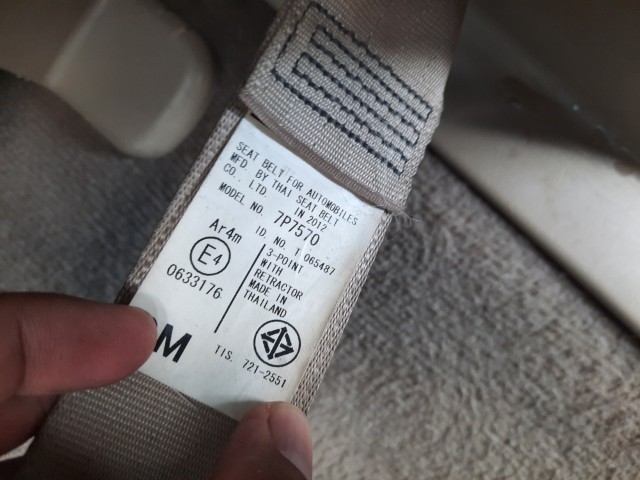 SEAT BELT FOR AUTOMOBILES
MFD. BY THAI SEAT BELT
CO., LTD. IN 2012
MODEL NO. 7P7570
ID NO. 1 065487
Ar4m
E4
0633176
3-POINT
WITH
RETRACTOR
MADE IN
THAILAND
M
TIS. 721-2551